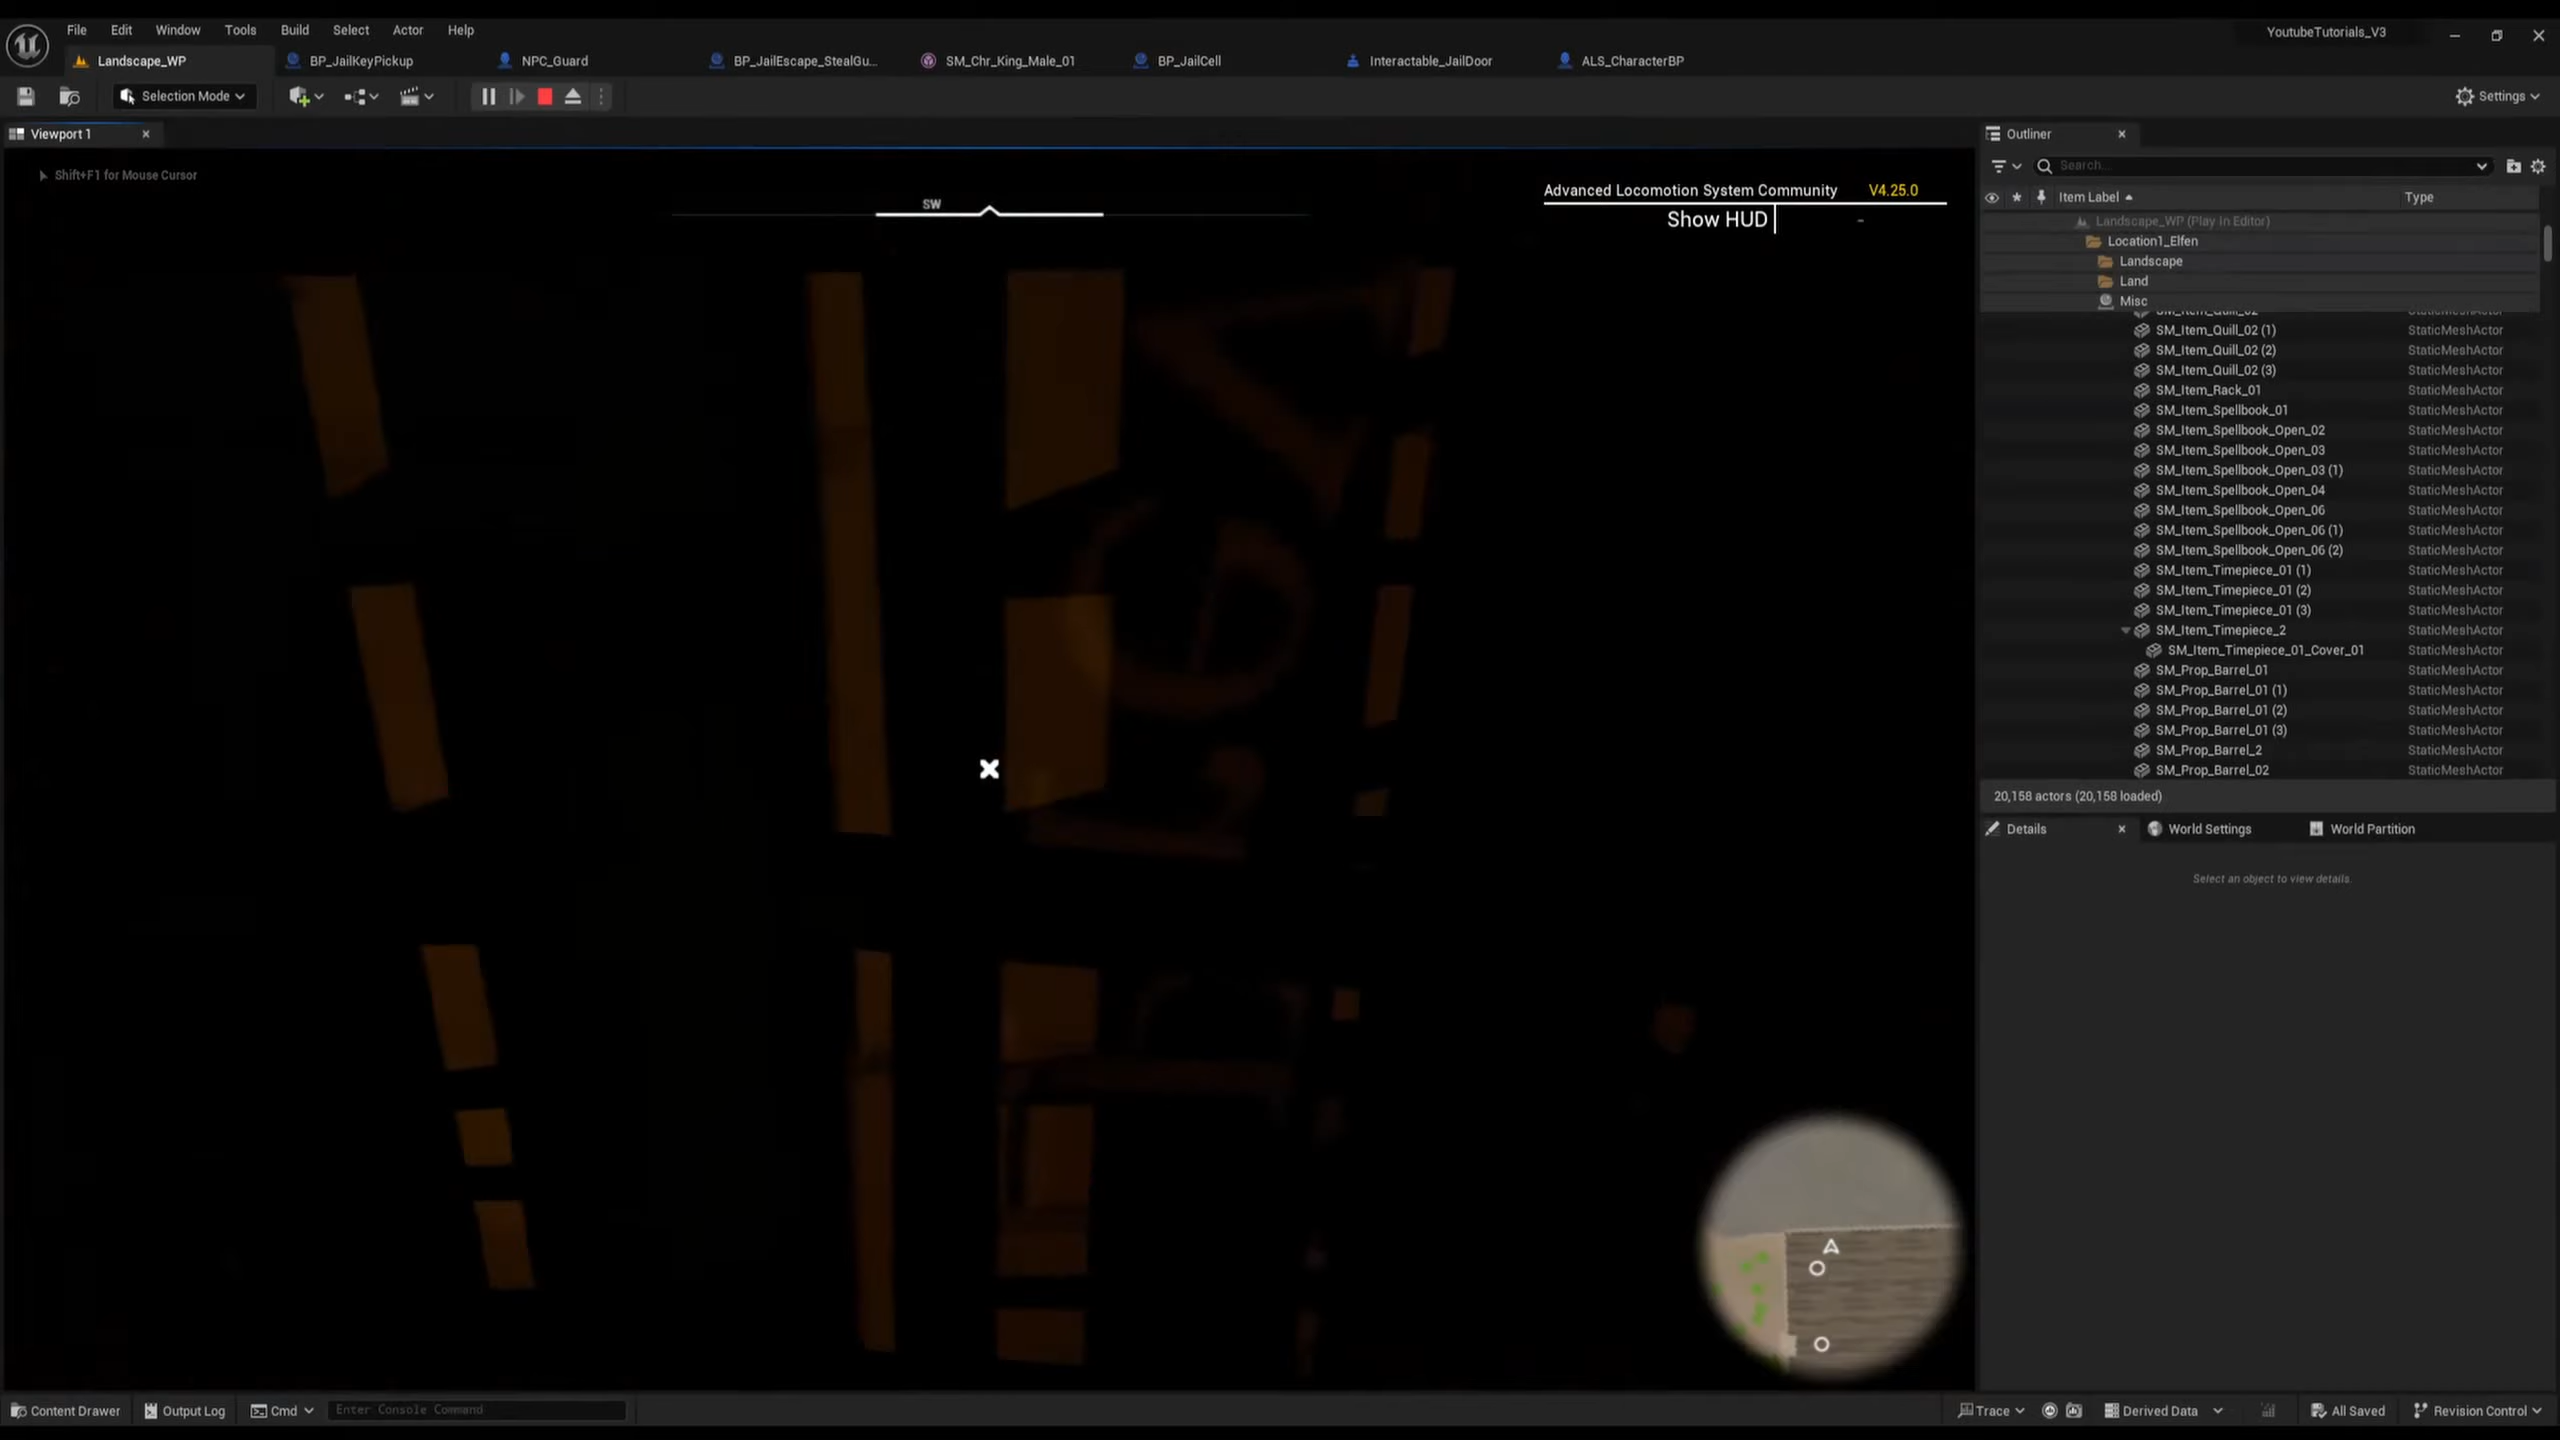 File Edit Window Tools Build Select Actor Help
YoutubeTutorials_V3
Landscape_WP BP_JailKeyPickup NPC_Guard BP_JailEscape_StealGu... SM_Chr_King_Male_01 BP_JailCell Interactable_JailDoor ALS_CharacterBP
Selection Mode Settings
Viewport 1
Outliner
Shift+F1 for Mouse Cursor
SW
Advanced Locomotion System Community V4.25.0
Show HUD -
Search...
Item Label Type
Landscape_WP (Play In Editor)
Location1_Elfen
Landscape
Land
Misc
SM_Item_Quill_02 StaticMeshActor
SM_Item_Quill_02 (1) StaticMeshActor
SM_Item_Quill_02 (2) StaticMeshActor
SM_Item_Quill_02 (3) StaticMeshActor
SM_Item_Rack_01 StaticMeshActor
SM_Item_Spellbook_01 StaticMeshActor
SM_Item_Spellbook_Open_02 StaticMeshActor
SM_Item_Spellbook_Open_03 StaticMeshActor
SM_Item_Spellbook_Open_03 (1) StaticMeshActor
SM_Item_Spellbook_Open_04 StaticMeshActor
SM_Item_Spellbook_Open_06 StaticMeshActor
SM_Item_Spellbook_Open_06 (1) StaticMeshActor
SM_Item_Spellbook_Open_06 (2) StaticMeshActor
SM_Item_Timepiece_01 (1) StaticMeshActor
SM_Item_Timepiece_01 (2) StaticMeshActor
SM_Item_Timepiece_01 (3) StaticMeshActor
SM_Item_Timepiece_2 StaticMeshActor
SM_Item_Timepiece_01_Cover_01 StaticMeshActor
SM_Prop_Barrel_01 StaticMeshActor
SM_Prop_Barrel_01 (1) StaticMeshActor
SM_Prop_Barrel_01 (2) StaticMeshActor
SM_Prop_Barrel_01 (3) StaticMeshActor
SM_Prop_Barrel_2 StaticMeshActor
SM_Prop_Barrel_02 StaticMeshActor
20,158 actors (20,158 loaded)
Details World Settings World Partition
Select an object to view details.
Content Drawer Output Log Cmd Enter Console Command Trace Derived Data All Saved Revision Control